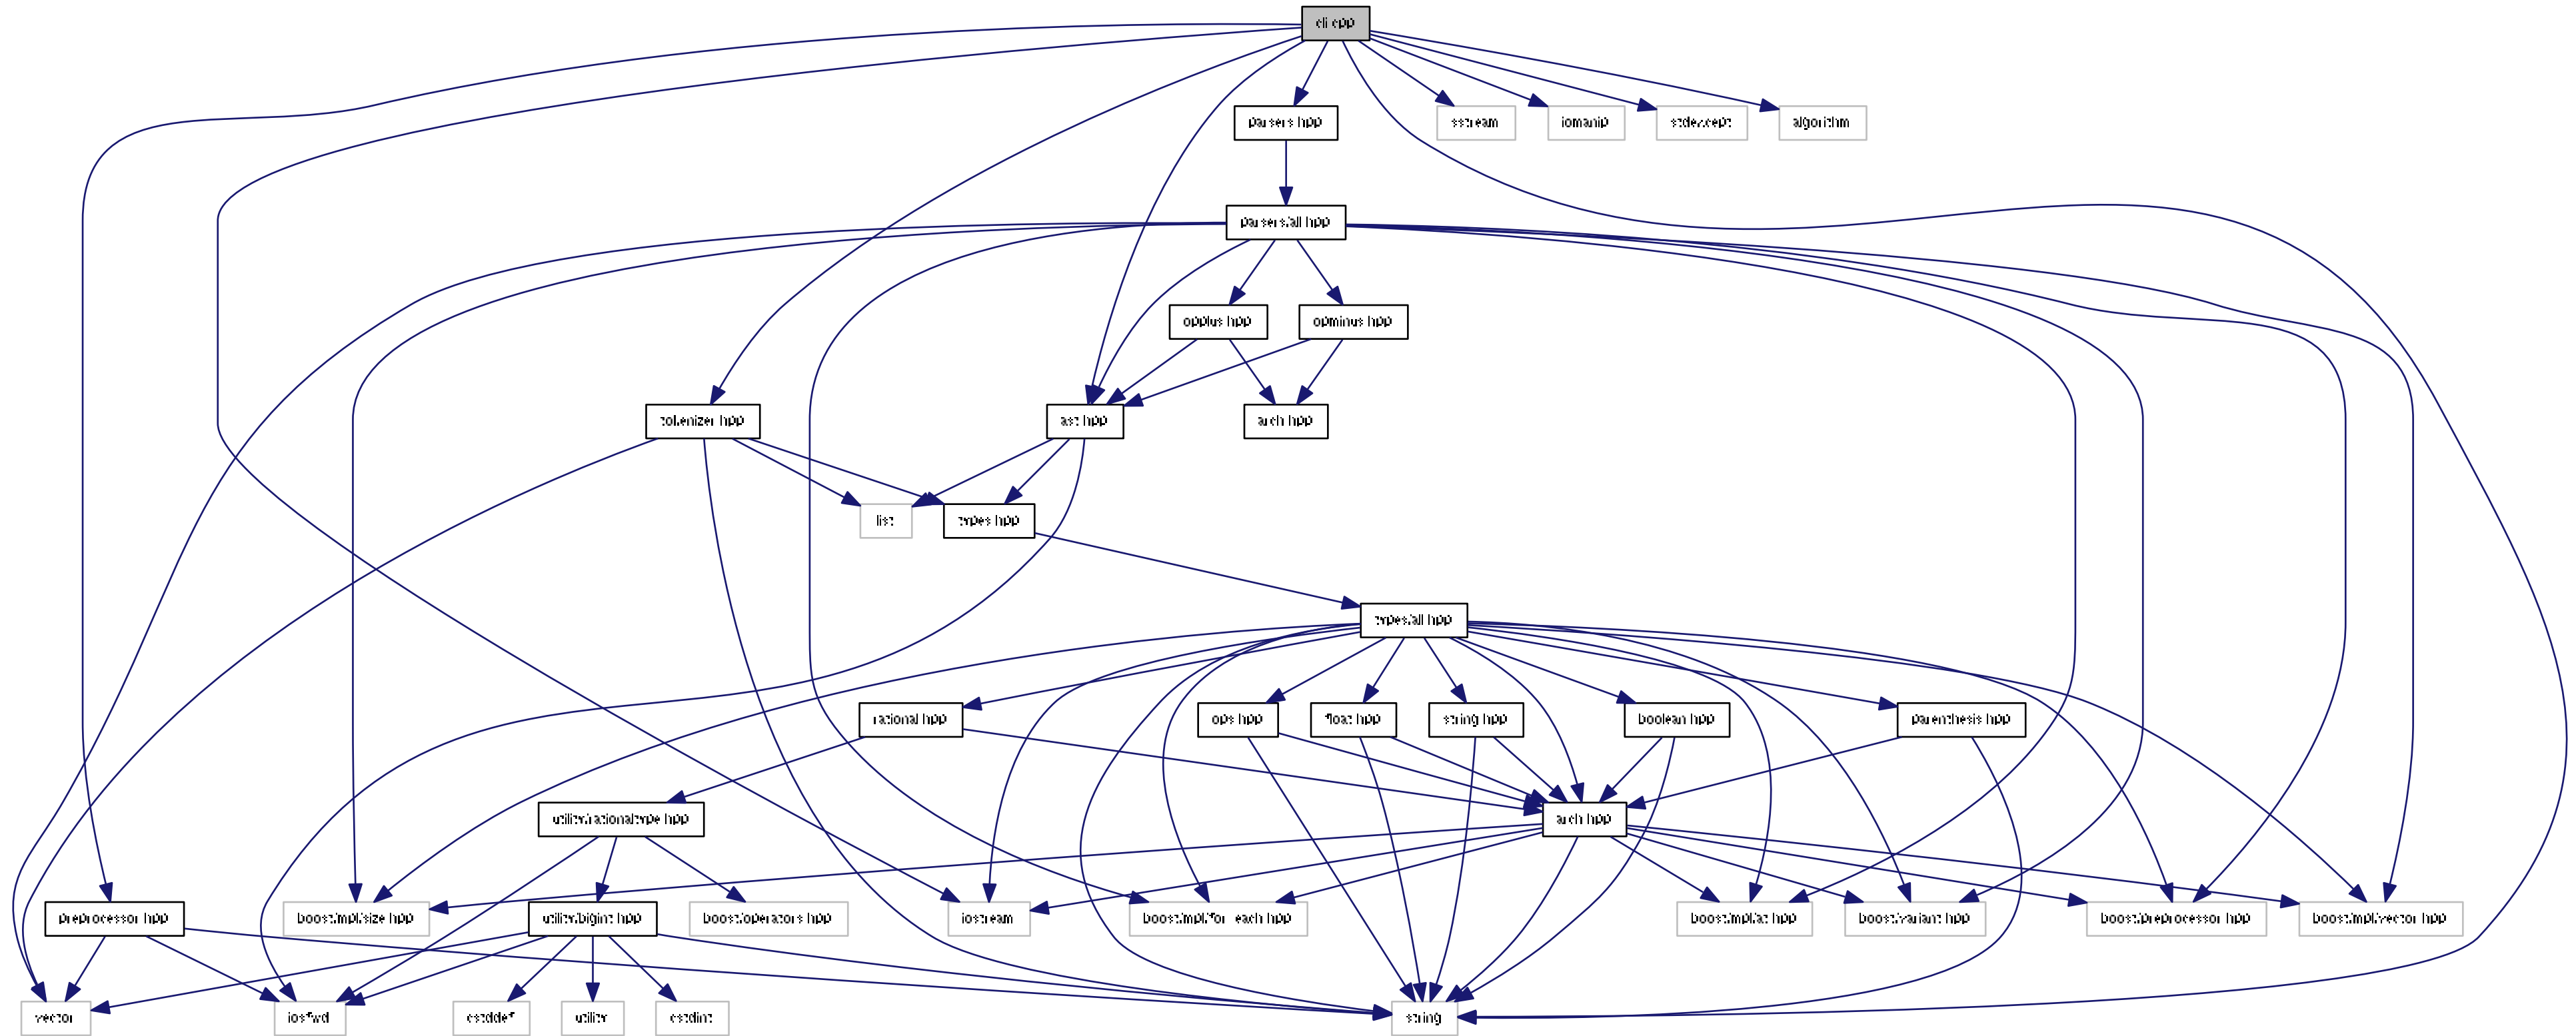 cli.cpp
parsers.hpp
sstream
iomanip
stdexcept
algorithm
parsers/all.hpp
opplus.hpp
opminus.hpp
tokenizer.hpp
ast.hpp
arch.hpp
list
types.hpp
types/all.hpp
rational.hpp
ops.hpp
float.hpp
string.hpp
boolean.hpp
parenthesis.hpp
utility/rationaltype.hpp
arch.hpp
preprocessor.hpp
boost/mpl/size.hpp
utility/bigint.hpp
boost/operators.hpp
iostream
boost/mpl/for_each.hpp
boost/mpl/at.hpp
boost/variant.hpp
boost/preprocessor.hpp
boost/mpl/vector.hpp
vector
iosfwd
cstddef
utility
cstdint
string